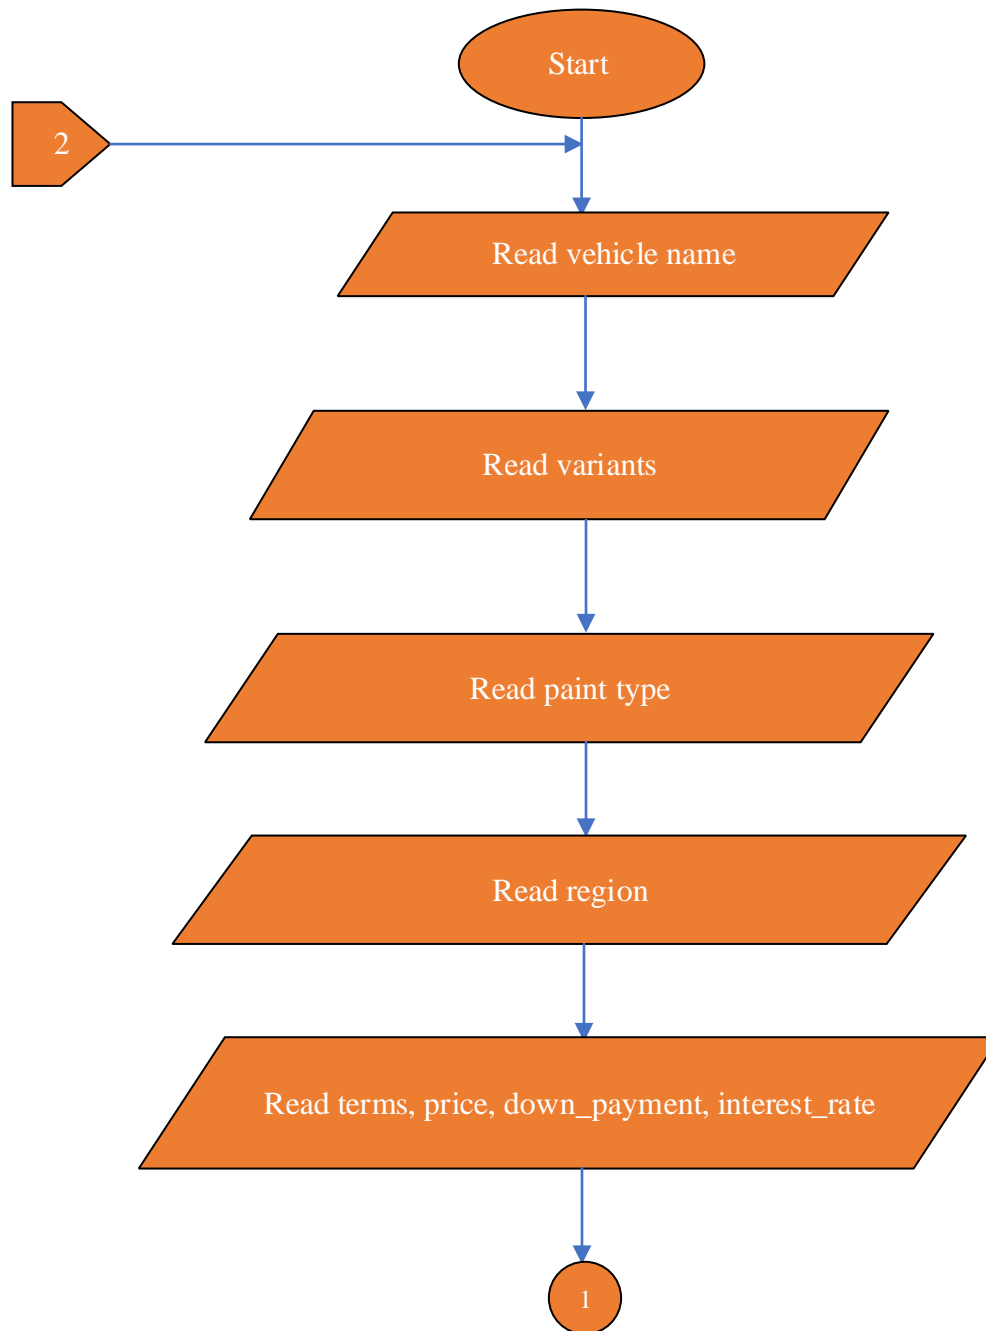 Start
2
Read vehicle name
Read variants
Read paint type
Read region
Read terms, price, down_payment, interest_rate
1